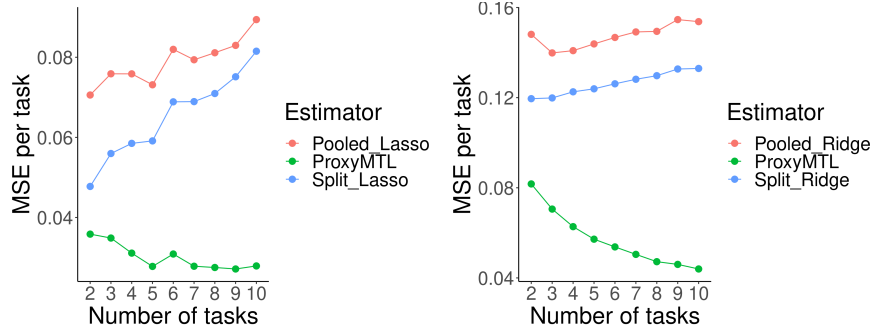 MSE per task
0.08
0.06
0.04
2 3 4 5 6 7 8 9 10
Number of tasks
Estimator
Pooled_Lasso
ProxyMTL
Split_Lasso
MSE per task
0.16
0.12
0.08
0.04
2 3 4 5 6 7 8 9 10
Number of tasks
Estimator
Pooled_Ridge
ProxyMTL
Split_Ridge